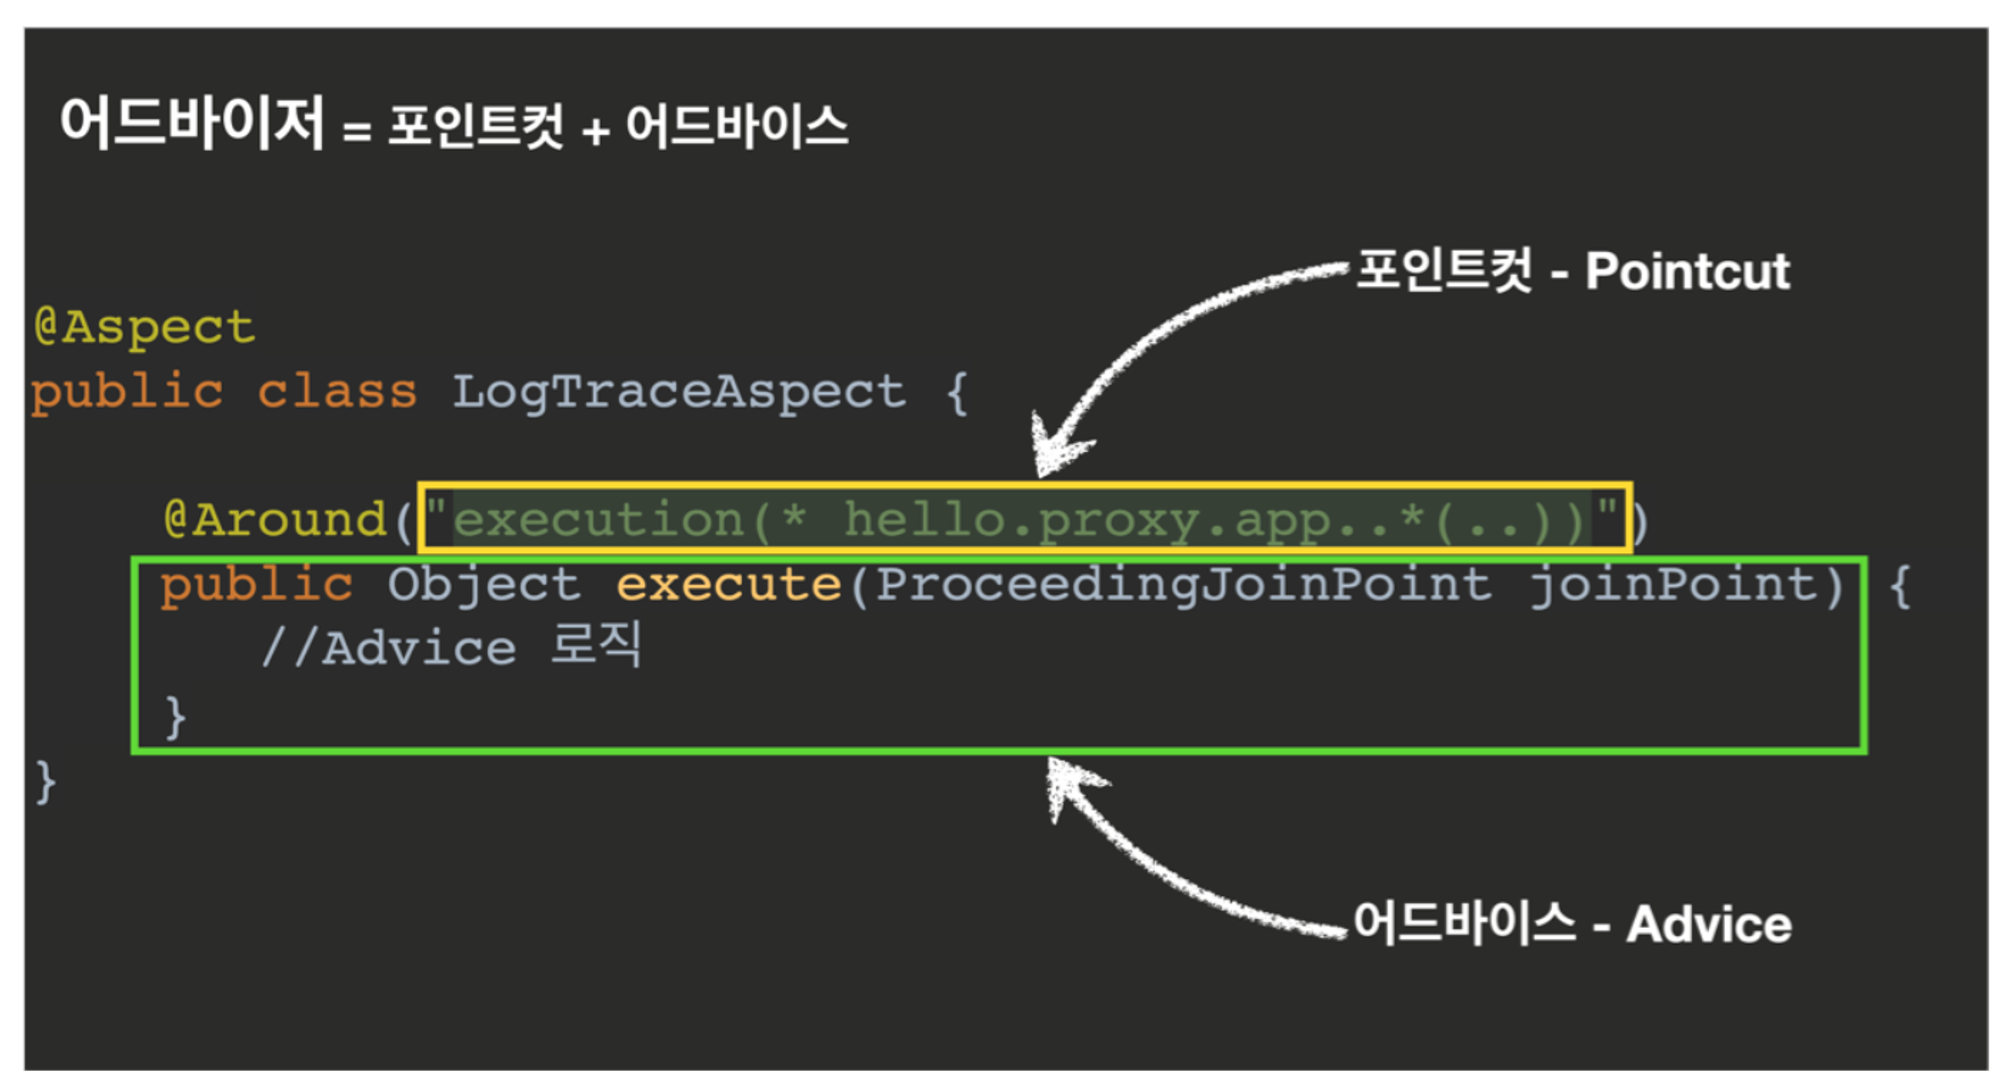 어드바이저 = 포인트컷 + 어드바이스
포인트컷 - Pointcut
@Aspect
public class LogTraceAspect {
@Around("execution(* hello.proxy.app..*(..))")
public Object execute(ProceedingJoinPoint joinPoint) {
//Advice 로직
}
}
어드바이스 - Advice